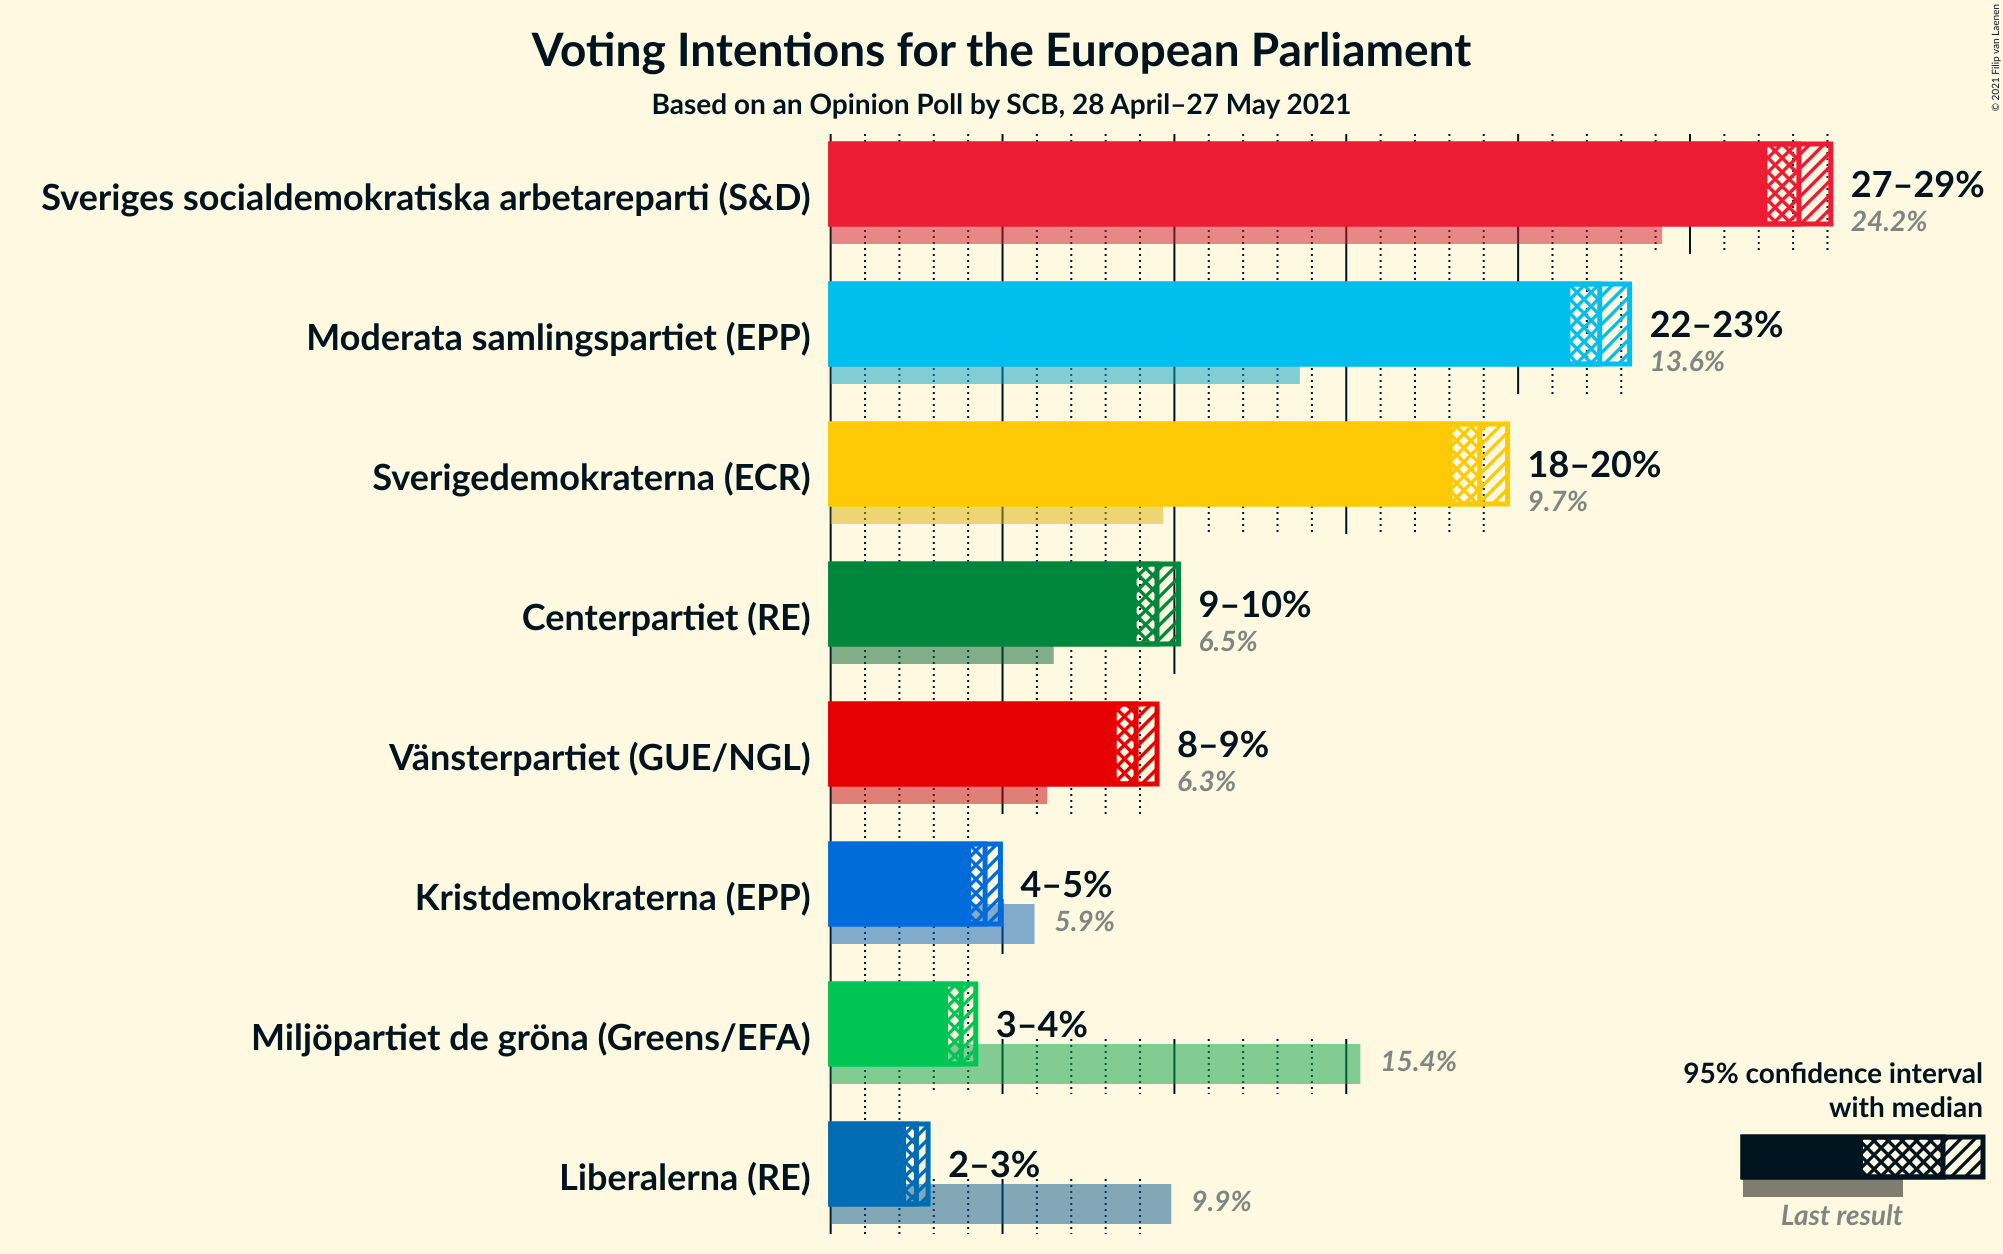 Voting Intentions for the European Parliament
Based on an Opinion Poll by SCB, 28 April–27 May 2021
© 2021 Filip van Laenen
Sveriges socialdemokratiska arbetareparti (S&D)
27–29%
24.2%
Moderata samlingspartiet (EPP)
22–23%
13.6%
Sverigedemokraterna (ECR)
18–20%
9.7%
Centerpartiet (RE)
9–10%
6.5%
Vänsterpartiet (GUE/NGL)
8–9%
6.3%
Kristdemokraterna (EPP)
4–5%
5.9%
Miljöpartiet de gröna (Greens/EFA)
3–4%
15.4%
Liberalerna (RE)
2–3%
9.9%
95% confidence interval
with median
Last result